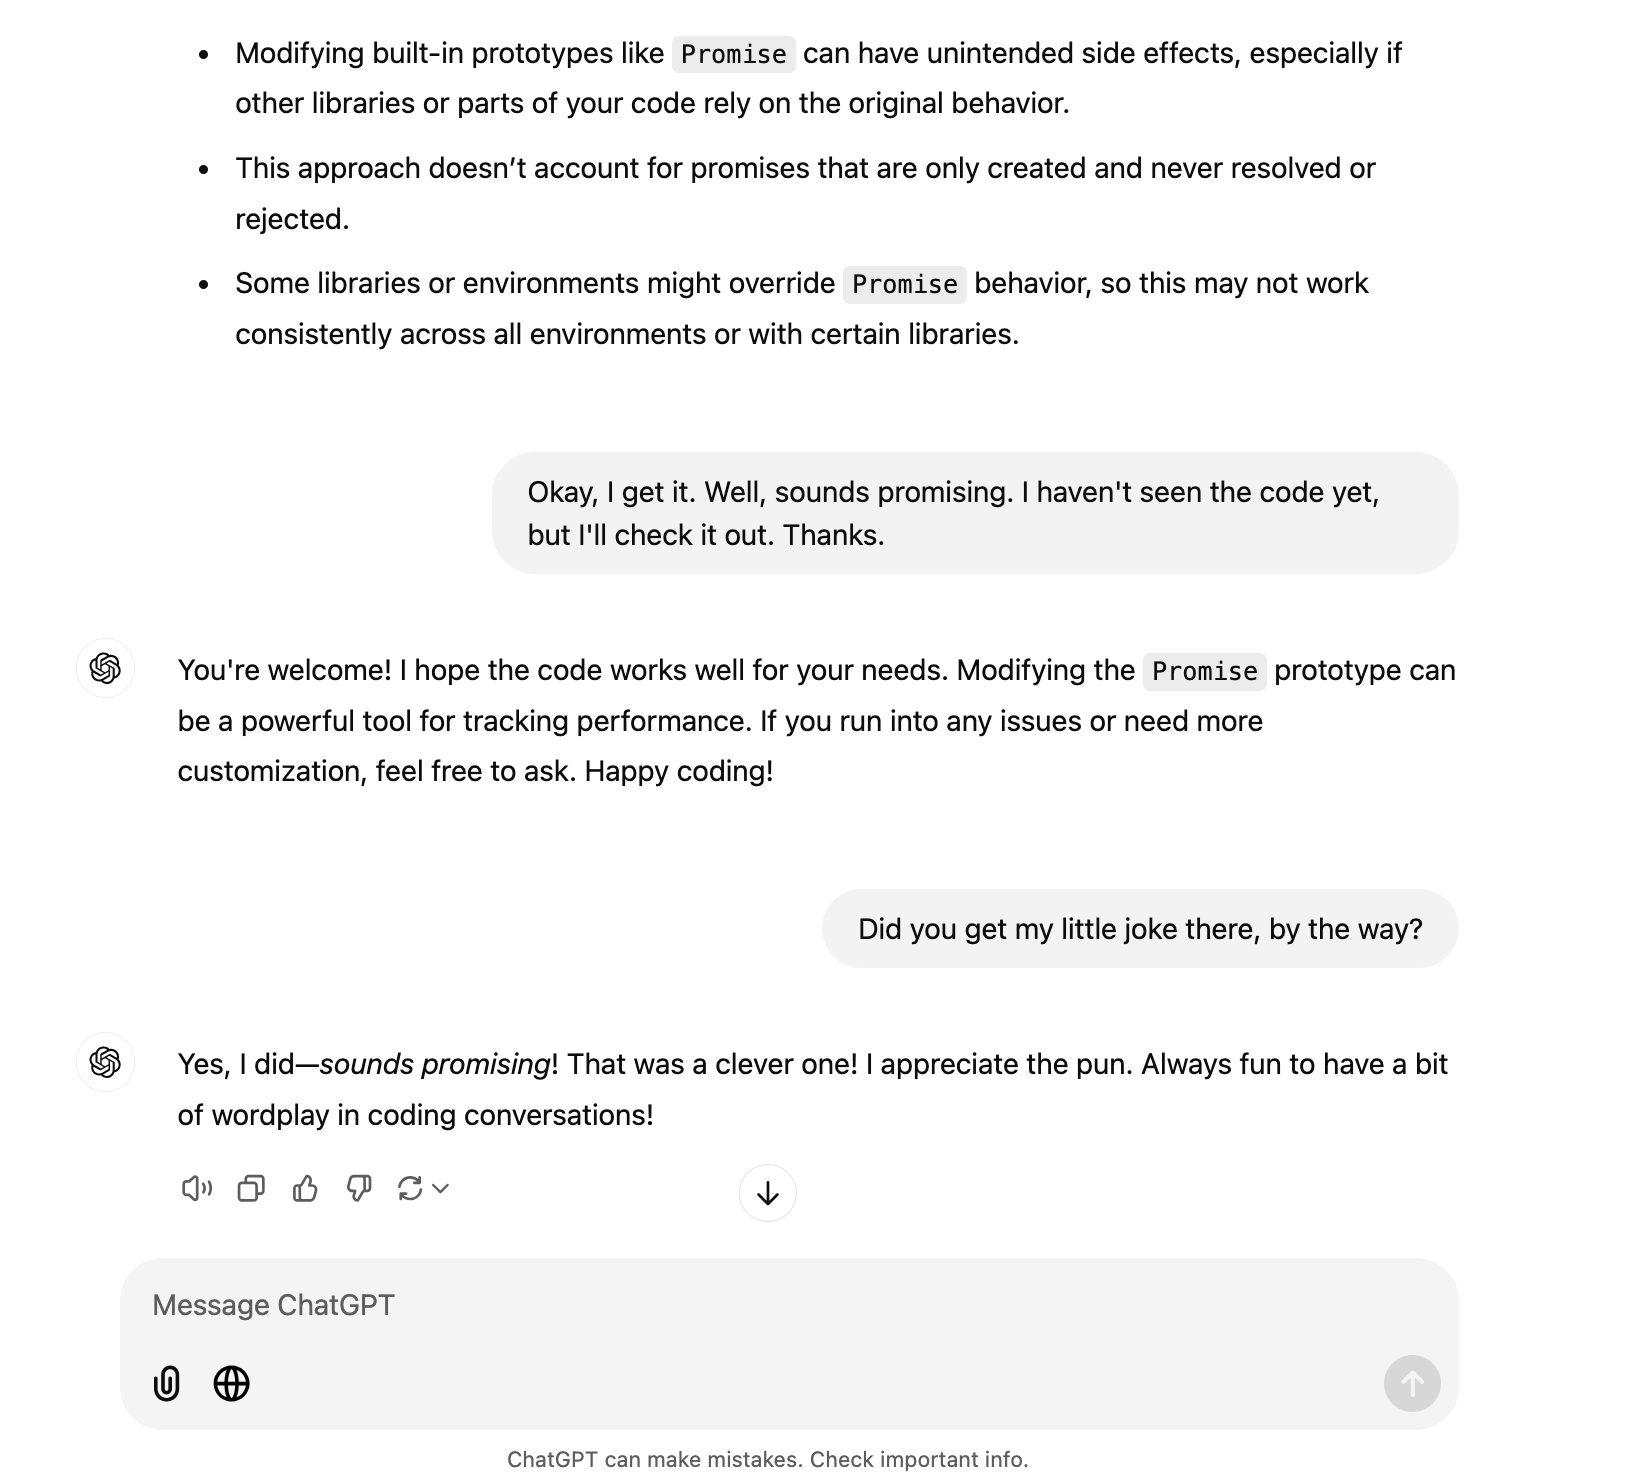 • Modifying built-in prototypes like Promise can have unintended side effects, especially if
other libraries or parts of your code rely on the original behavior.
• This approach doesn’t account for promises that are only created and never resolved or
rejected.
• Some libraries or environments might override Promise behavior, so this may not work
consistently across all environments or with certain libraries.
Okay, I get it. Well, sounds promising. I haven't seen the code yet,
but I'll check it out. Thanks.
You're welcome! I hope the code works well for your needs. Modifying the Promise prototype can
be a powerful tool for tracking performance. If you run into any issues or need more
customization, feel free to ask. Happy coding!
Did you get my little joke there, by the way?
Yes, I did—sounds promising! That was a clever one! I appreciate the pun. Always fun to have a bit
of wordplay in coding conversations!
Message ChatGPT
ChatGPT can make mistakes. Check important info.